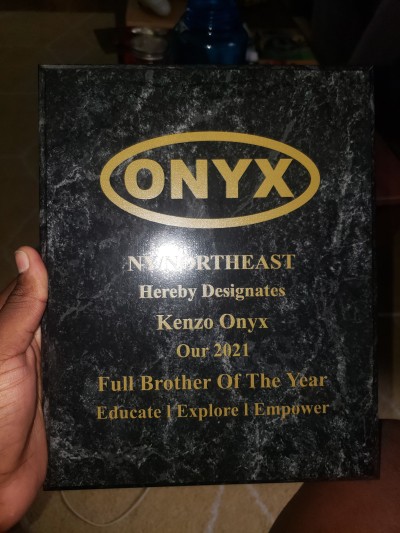 ONYX
NY/NORTHEAST
Hereby Designates
Kenzo Onyx
Our 2021
Full Brother Of The Year
Educate | Explore | Empower